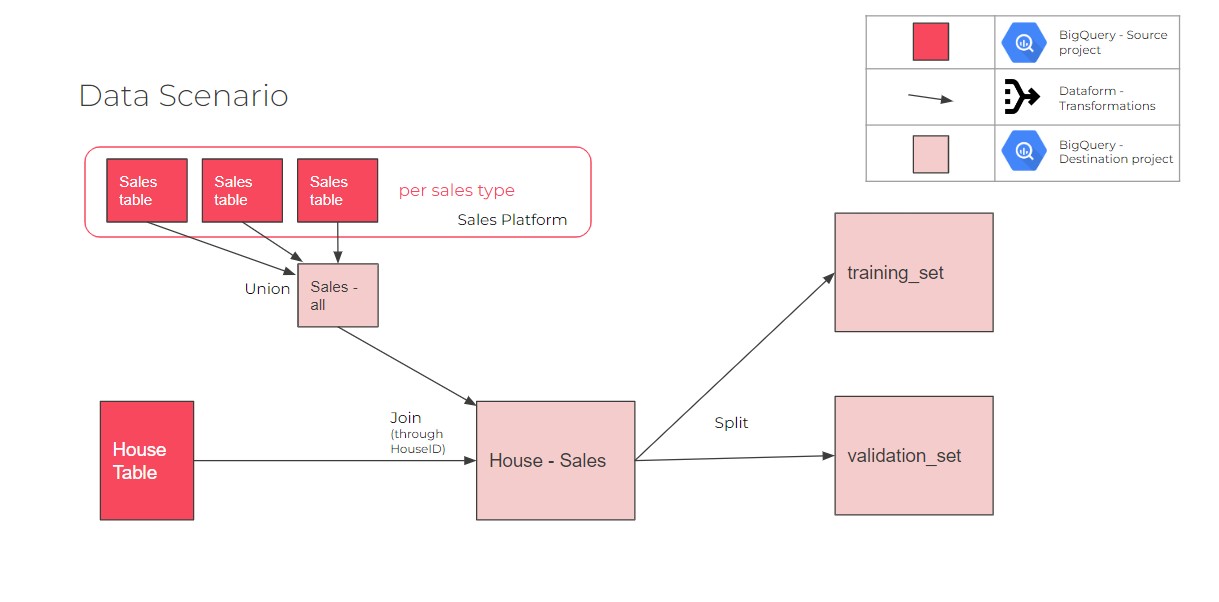 BigQuery - Source
project
Dataform -
Transformations
BigQuery -
Destination project
Data Scenario
Sales
table
Sales
table
Sales
table
per sales type
Sales Platform
Union
Sales -
all
training_set
House
Table
Join
(through
HouseID)
House - Sales
Split
validation_set